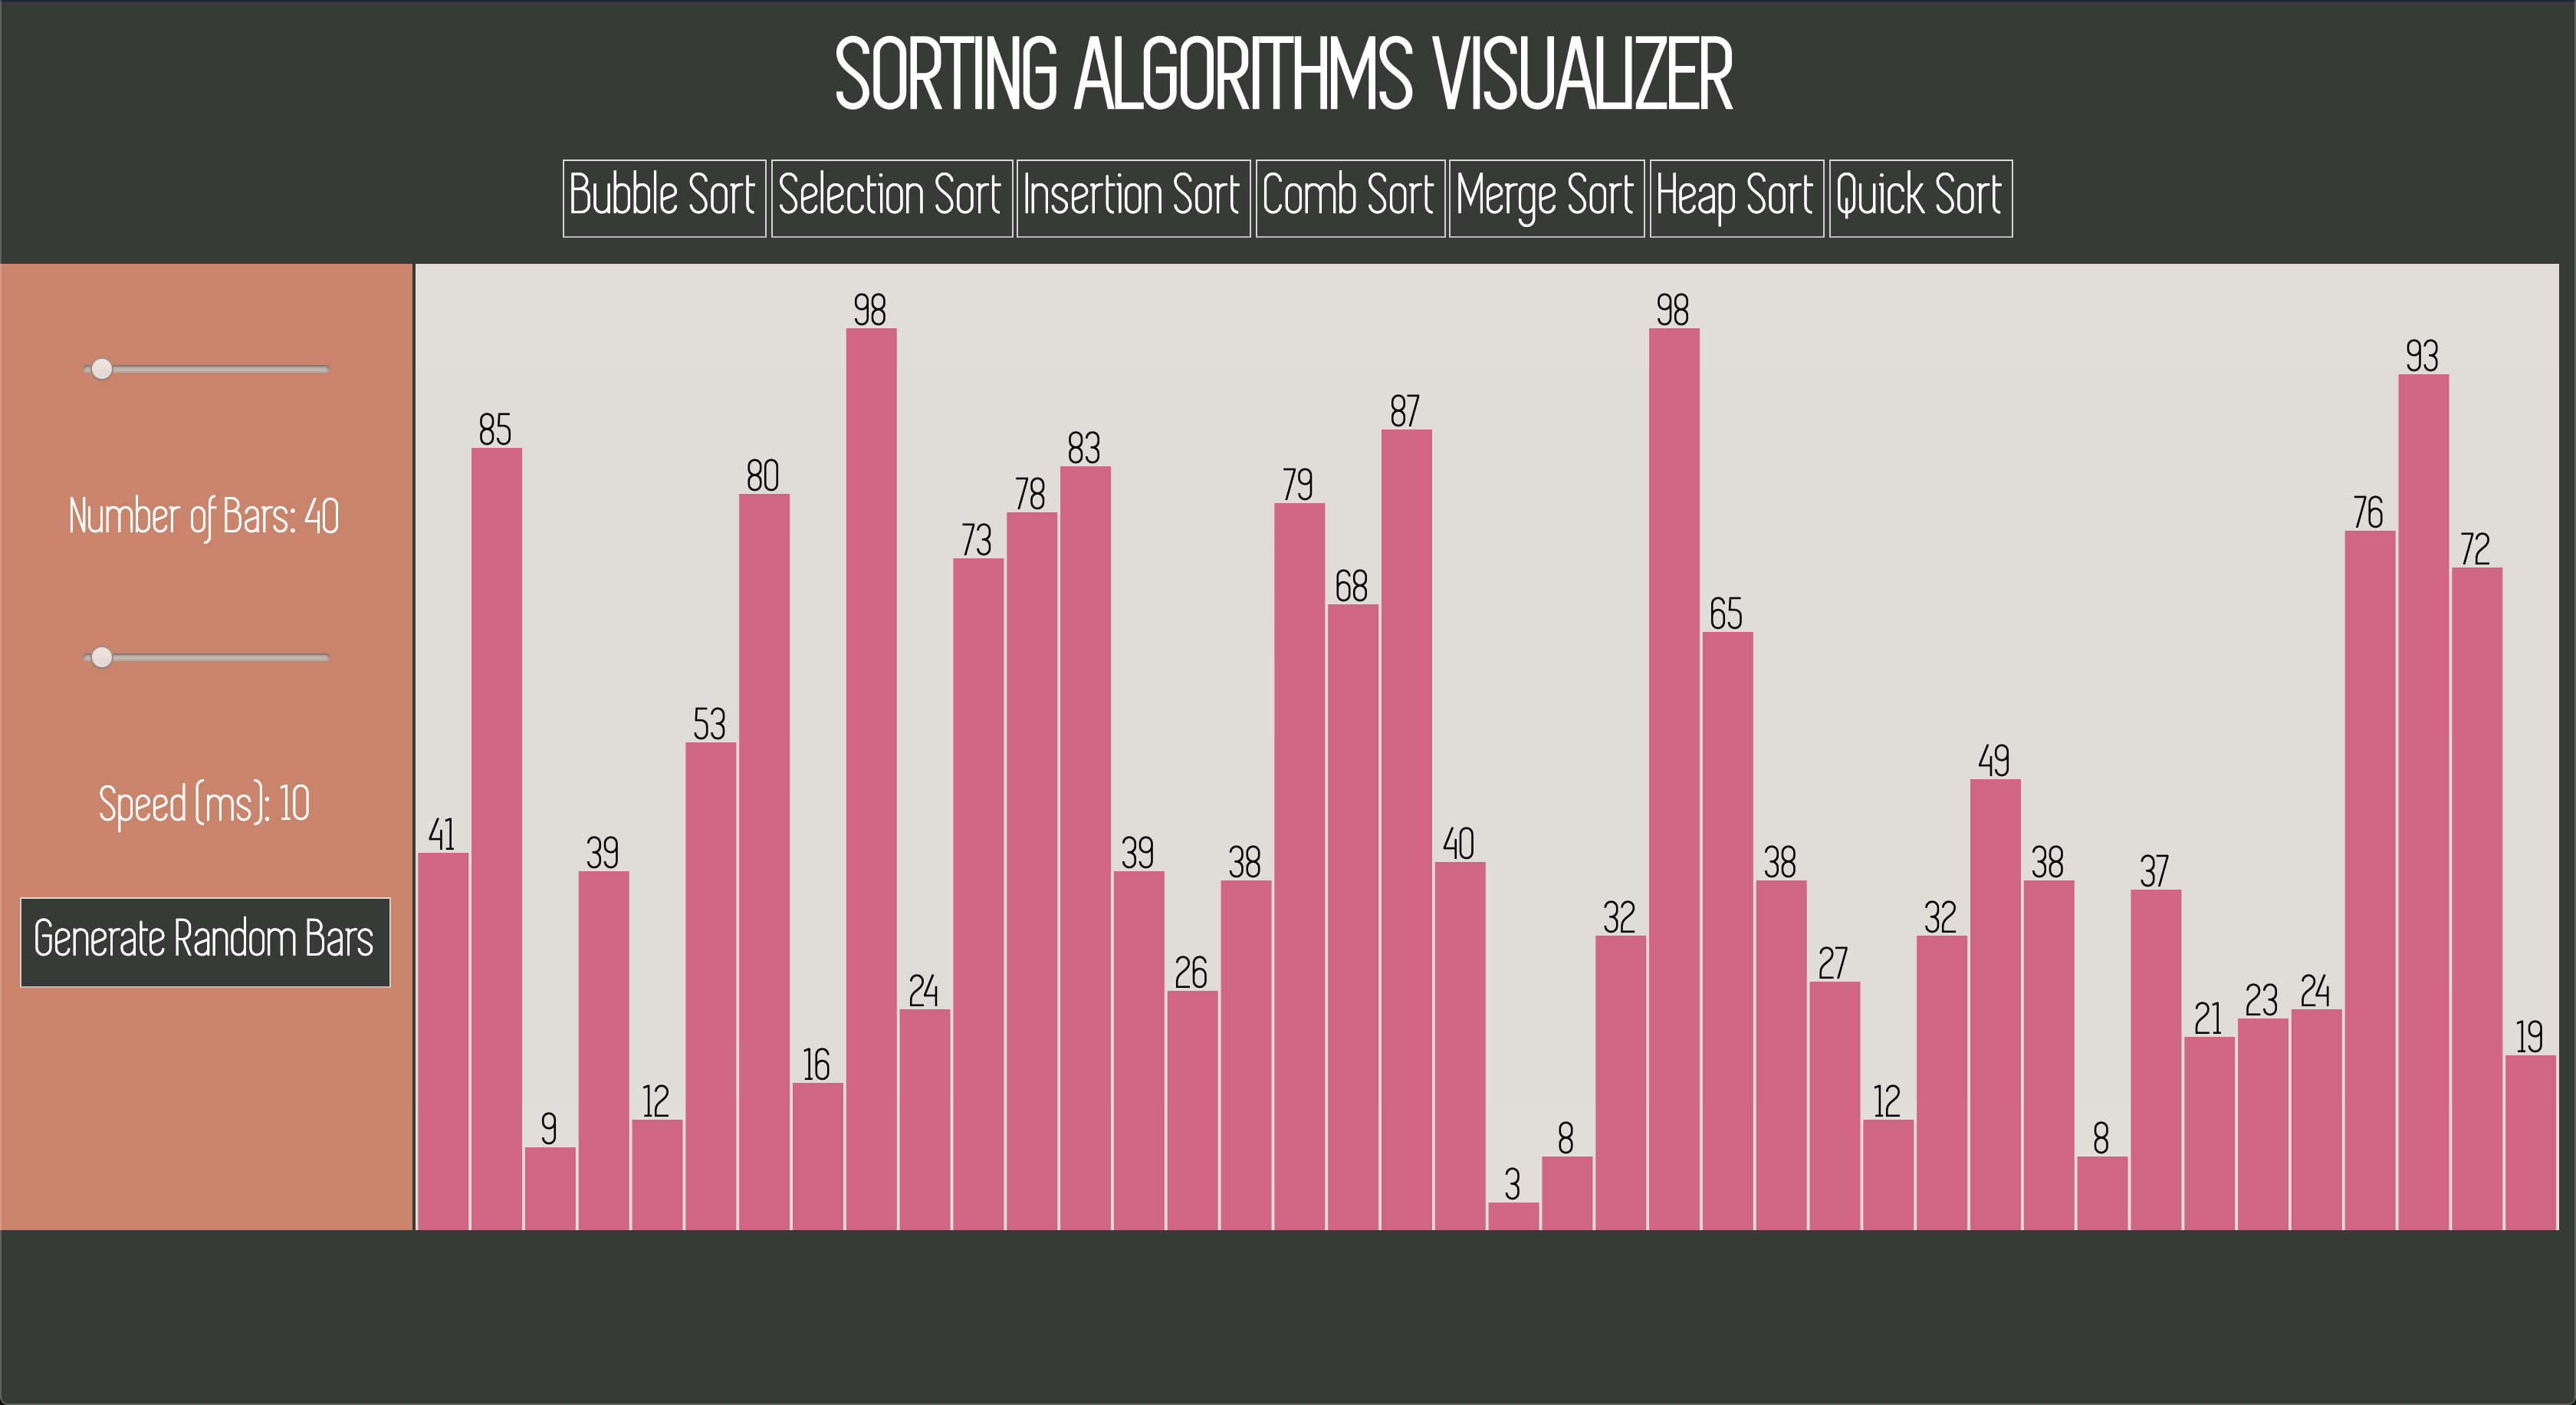 SORTING ALGORITHMS VISUALIZER
Bubble Sort Selection Sort Insertion Sort Comb Sort Merge Sort Heap Sort Quick Sort
Number of Bars: 40
Speed (ms): 10
Generate Random Bars
41 85 9 39 12 53 80 16 98 24 73 78 83 39 26 38 79 68 87 40 3 8 32 98 65 38 27 12 32 49 38 8 37 21 23 24 76 93 72 19